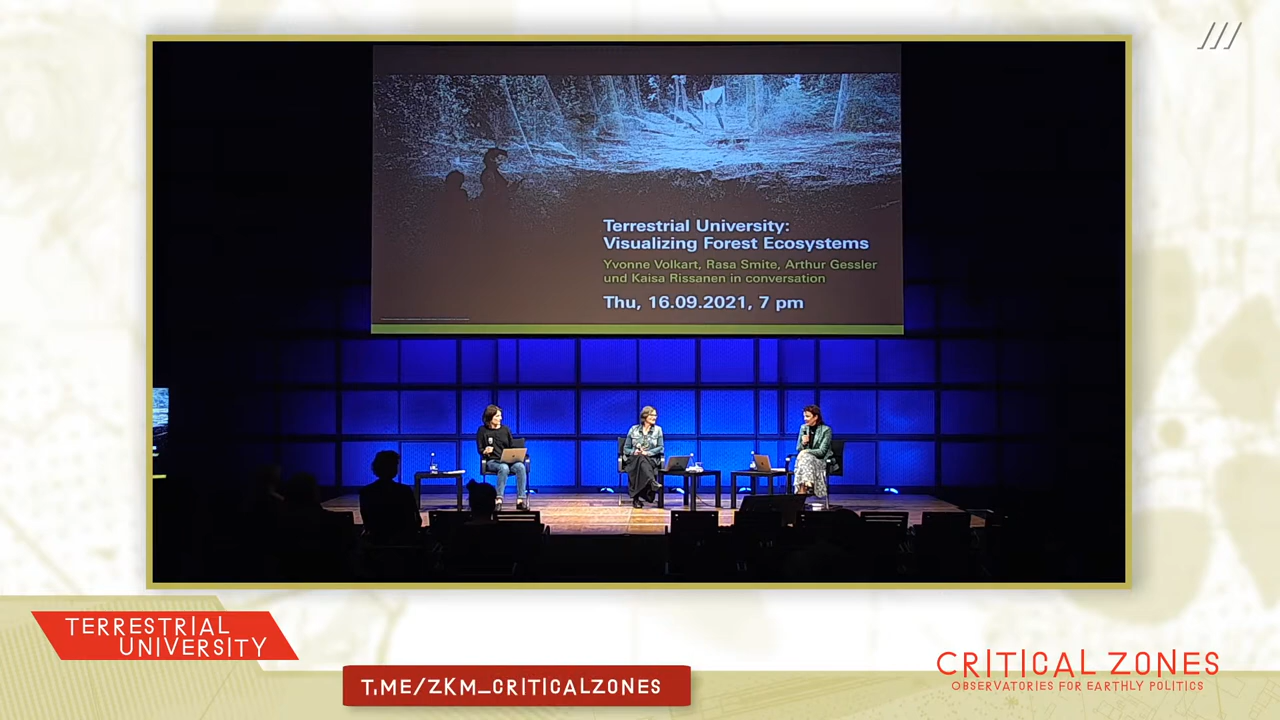 Terrestrial University:
Visualizing Forest Ecosystems
Yvonne Volkart, Rasa Smite, Arthur Gessler
und Kaisa Rissanen in conversation
Thu, 16.09.2021, 7 pm
TERRESTRIAL
UNIVERSITY
T.ME/ZKM_CRITICALZONES
CRITICAL ZONES
OBSERVATORIES FOR EARTHLY POLITICS